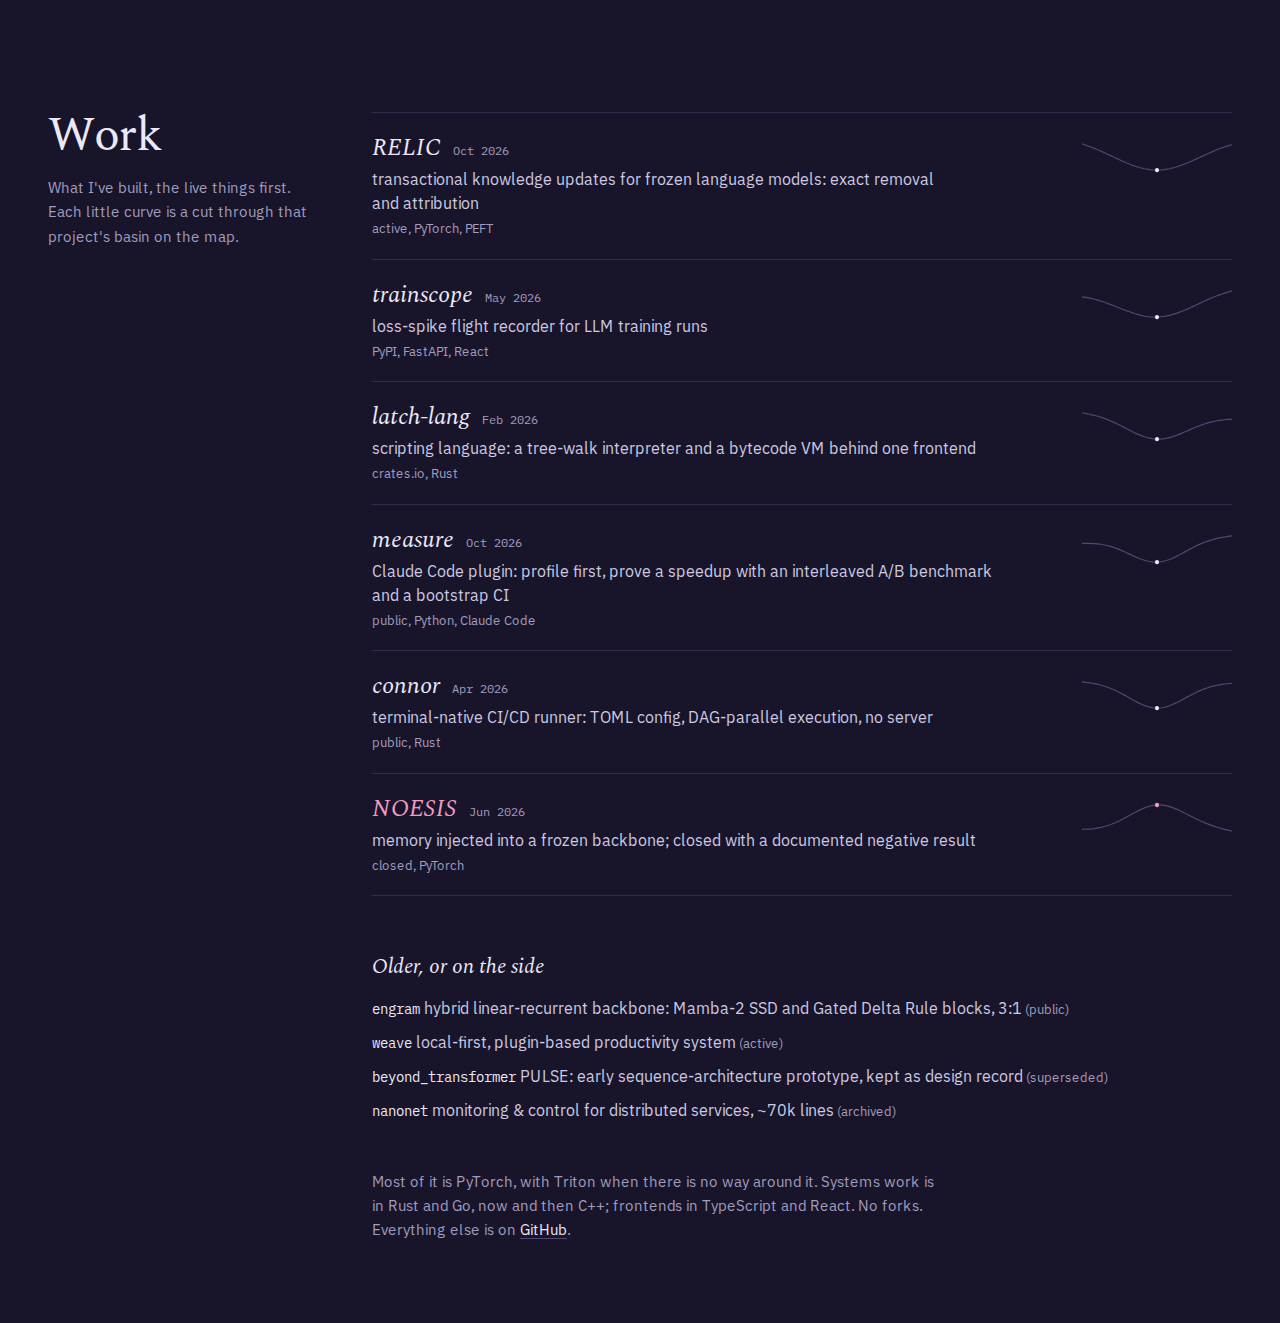 Work
What I've built, the live things first.
Each little curve is a cut through that
project's basin on the map.
RELIC Oct 2026
transactional knowledge updates for frozen language models: exact removal
and attribution
active, PyTorch, PEFT
trainscope May 2026
loss-spike flight recorder for LLM training runs
PyPI, FastAPI, React
latch-lang Feb 2026
scripting language: a tree-walk interpreter and a bytecode VM behind one frontend
crates.io, Rust
measure Oct 2026
Claude Code plugin: profile first, prove a speedup with an interleaved A/B benchmark
and a bootstrap CI
public, Python, Claude Code
connor Apr 2026
terminal-native CI/CD runner: TOML config, DAG-parallel execution, no server
public, Rust
NOESIS Jun 2026
memory injected into a frozen backbone; closed with a documented negative result
closed, PyTorch
Older, or on the side
engram hybrid linear-recurrent backbone: Mamba-2 SSD and Gated Delta Rule blocks, 3:1 (public)
weave local-first, plugin-based productivity system (active)
beyond_transformer PULSE: early sequence-architecture prototype, kept as design record (superseded)
nanonet monitoring & control for distributed services, ~70k lines (archived)
Most of it is PyTorch, with Triton when there is no way around it. Systems work is
in Rust and Go, now and then C++; frontends in TypeScript and React. No forks.
Everything else is on GitHub.